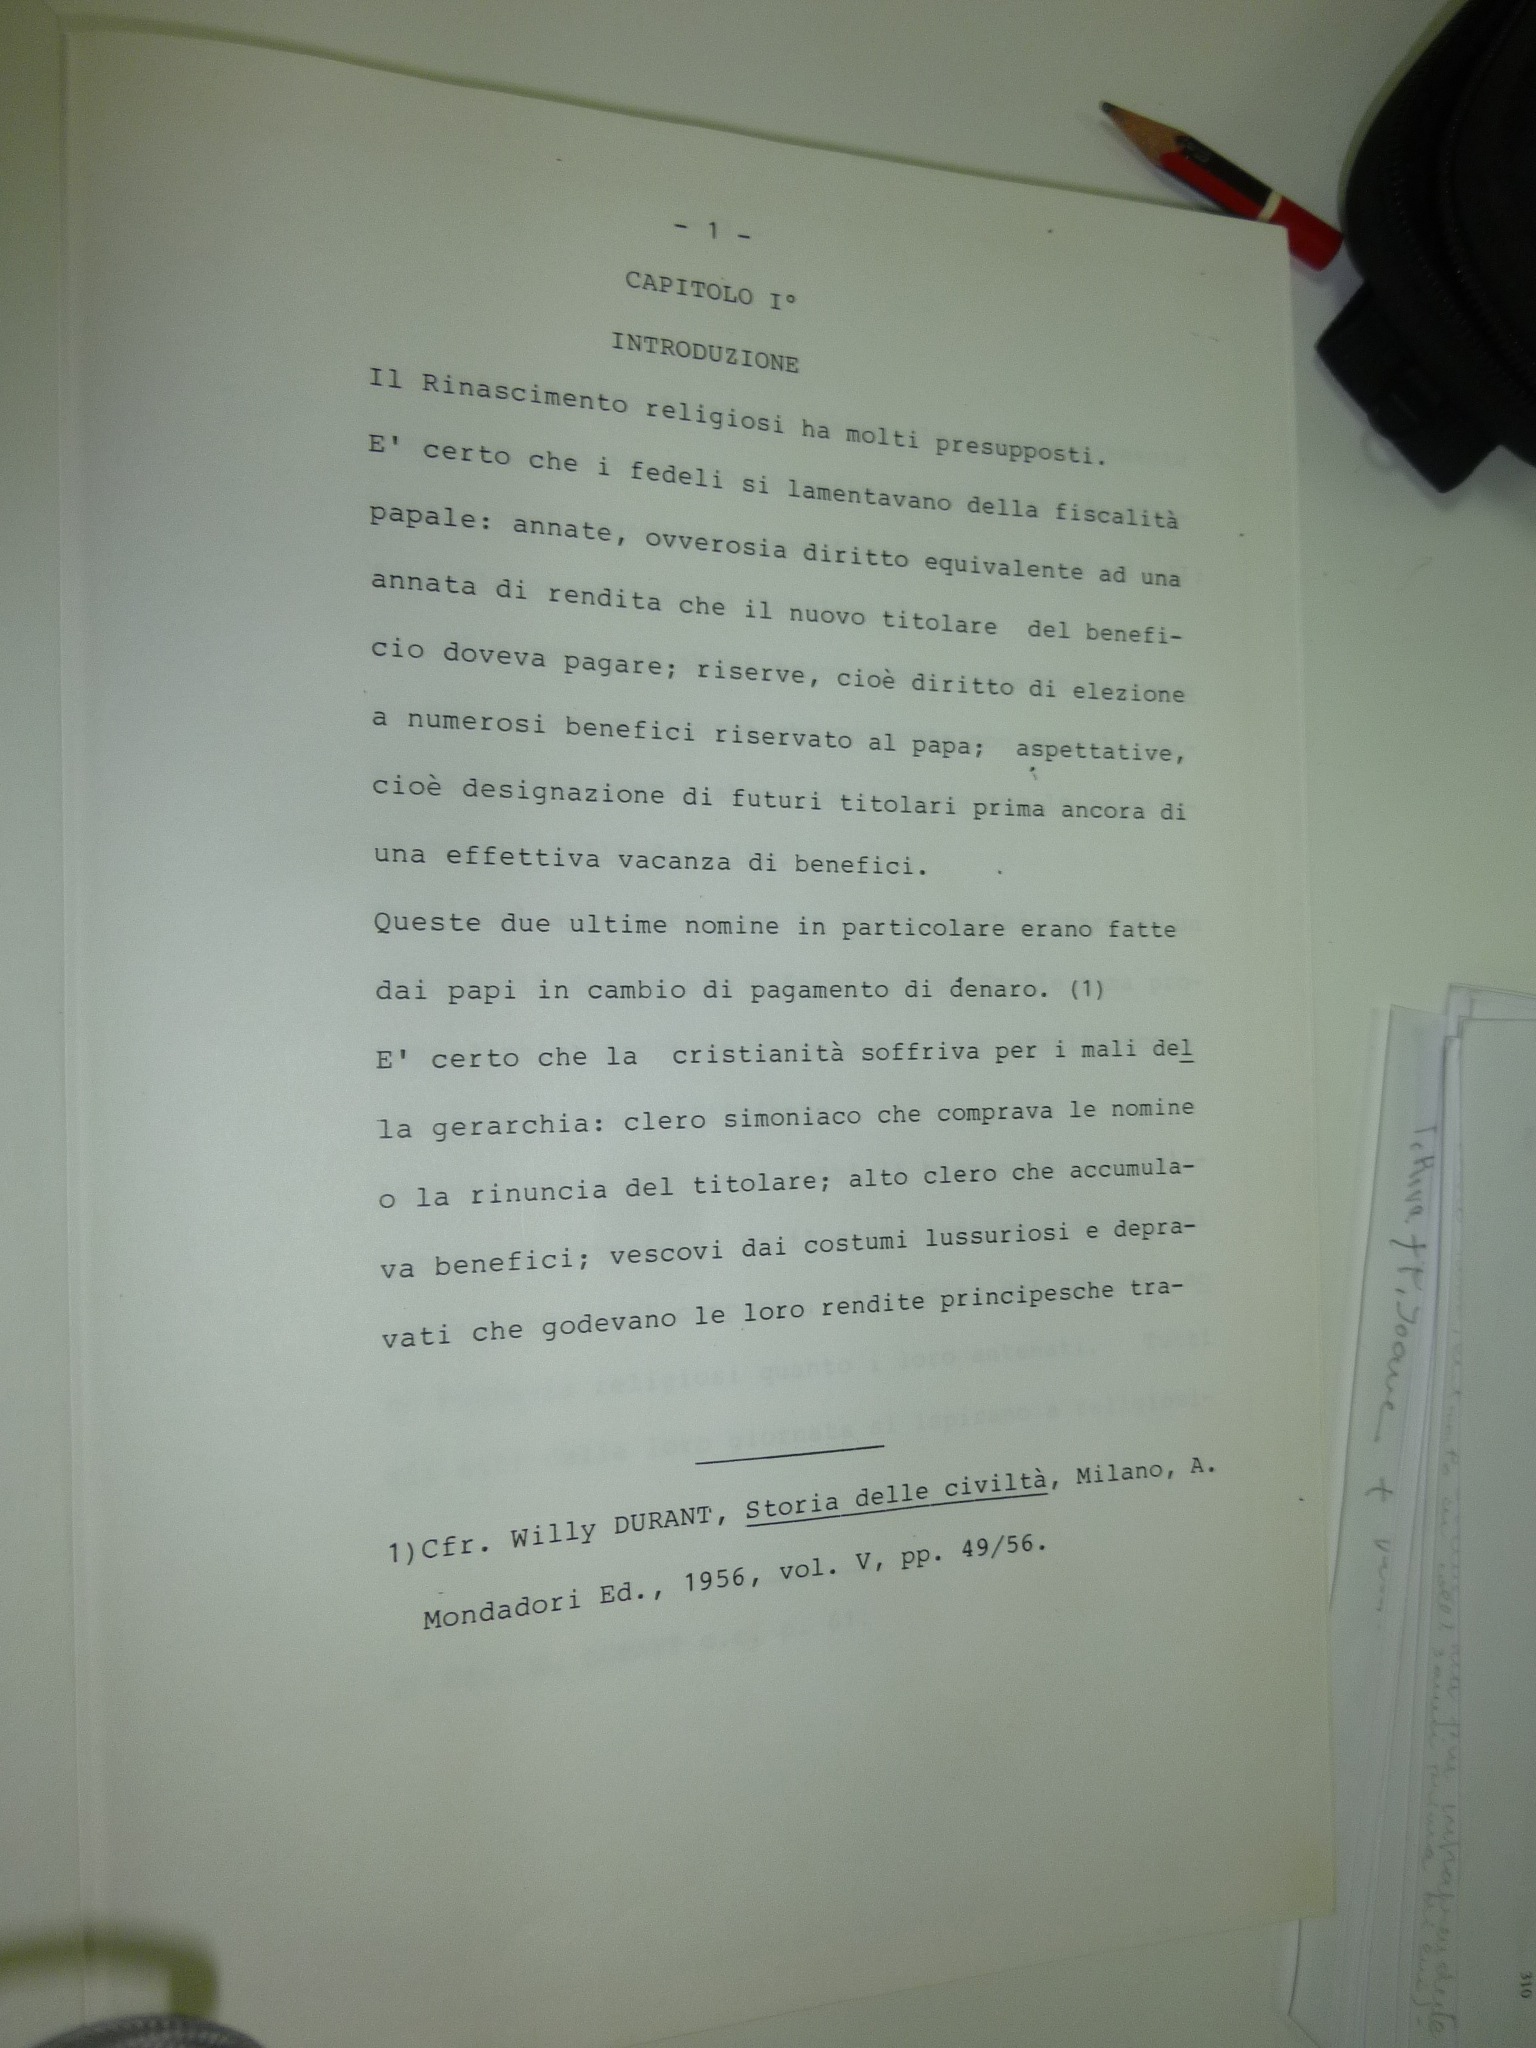 - 1 -
CAPITOLO I°
INTRODUZIONE
Il Rinascimento religiosi ha molti presupposti.
E' certo che i fedeli si lamentavano della fiscalità
papale: annate, ovverosia diritto equivalente ad una
annata di rendita che il nuovo titolare del benefi-
cio doveva pagare; riserve, cioè diritto di elezione
a numerosi benefici riservato al papa; aspettative,
cioè designazione di futuri titolari prima ancora di
una effettiva vacanza di benefici.
Queste due ultime nomine in particolare erano fatte
dai papi in cambio di pagamento di denaro. (1)
E' certo che la cristianità soffriva per i mali del
la gerarchia: clero simoniaco che comprava le nomine
o la rinuncia del titolare; alto clero che accumula-
va benefici; vescovi dai costumi lussuriosi e depra-
vati che godevano le loro rendite principesche tra-
1)Cfr. Willy DURANT, Storia delle civiltà, Milano, A.
Mondadori Ed., 1956, vol. V, pp. 49/56.
310